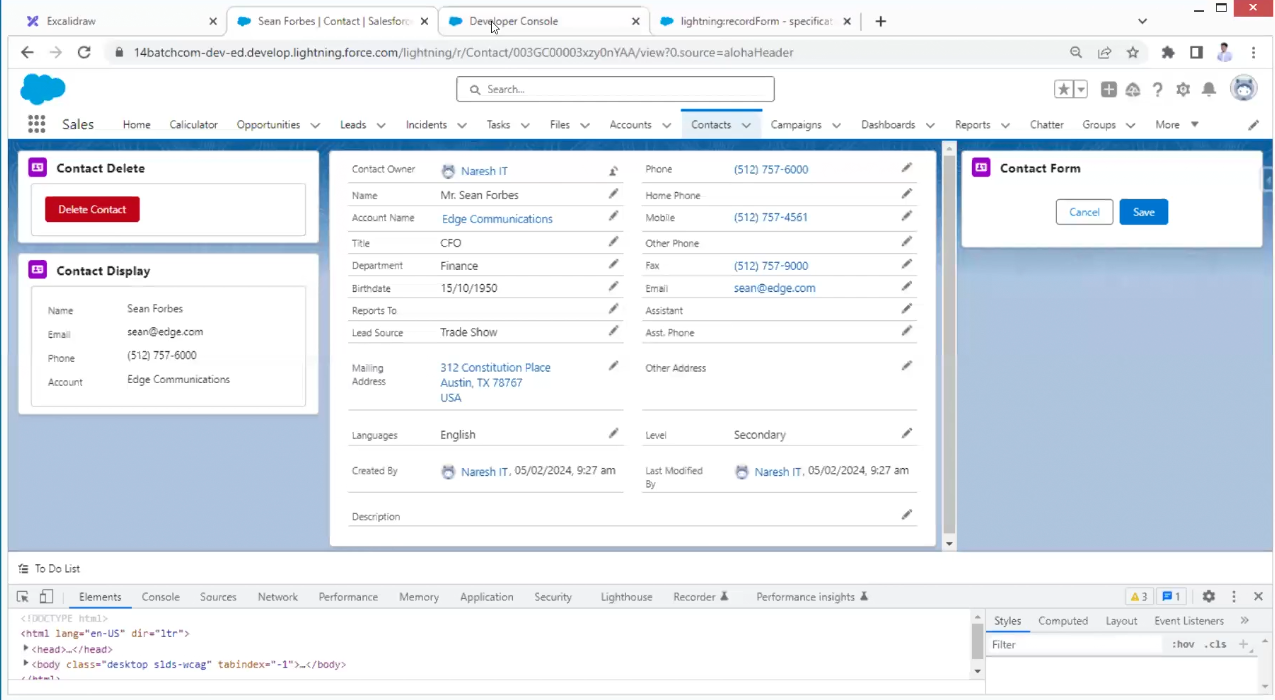 Excalidraw
Sean Forbes | Contact | Salesforc
Developer Console
lightning:recordForm - specificat
14batchcom-dev-ed.develop.lightning.force.com/lightning/r/Contact/003GC00003xzy0nYAA/view?0.source=alohaHeader
Search...
Sales
Home
Calculator
Opportunities
Leads
Incidents
Tasks
Files
Accounts
Contacts
Campaigns
Dashboards
Reports
Chatter
Groups
More
Contact Delete
Delete Contact
Contact Display
Name Sean Forbes
Email sean@edge.com
Phone (512) 757-6000
Account Edge Communications
Contact Owner Naresh IT
Name Mr. Sean Forbes
Account Name Edge Communications
Title CFO
Department Finance
Birthdate 15/10/1950
Reports To
Lead Source Trade Show
Mailing Address 312 Constitution Place
Austin, TX 78767
USA
Languages English
Created By Naresh IT, 05/02/2024, 9:27 am
Description
Phone (512) 757-6000
Home Phone
Mobile (512) 757-4561
Other Phone
Fax (512) 757-9000
Email sean@edge.com
Assistant
Asst. Phone
Other Address
Level Secondary
Last Modified By Naresh IT, 05/02/2024, 9:27 am
Contact Form
Cancel
Save
To Do List
Elements
Console
Sources
Network
Performance
Memory
Application
Security
Lighthouse
Recorder
Performance insights
3
1
<!DOCTYPE html>
<html lang="en-US" dir="ltr">
<head>…</head>
<body class="desktop slds-wcag" tabindex="-1">…</body>
</html>
Styles
Computed
Layout
Event Listeners
Filter
:hov .cls